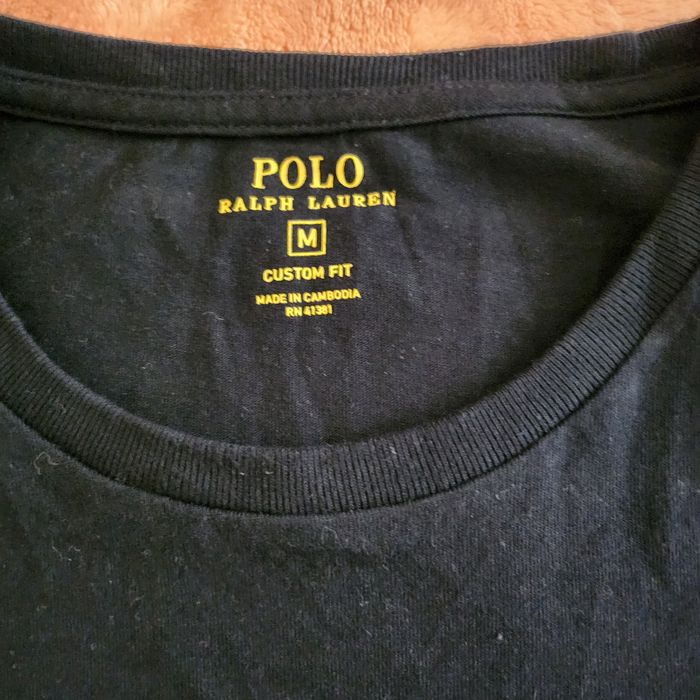 POLO
RALPH LAUREN
M
CUSTOM FIT
MADE IN CAMBODIA
RN 41381